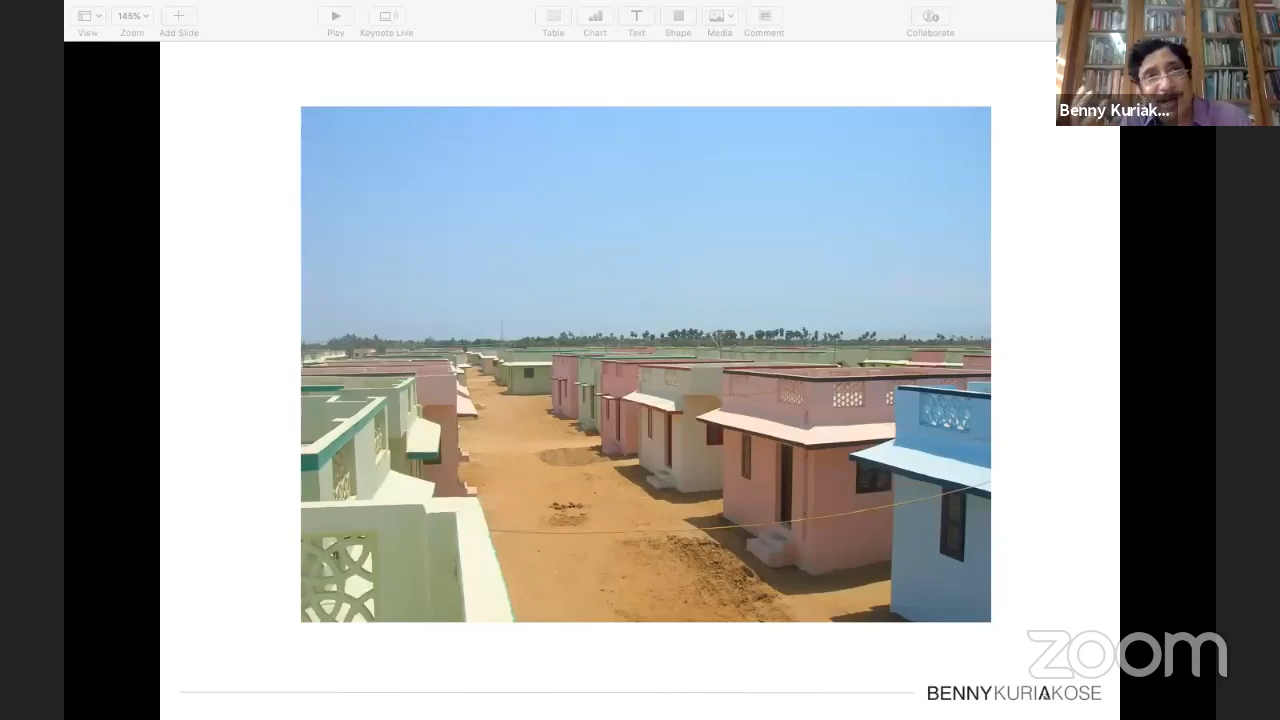 145%
View
Zoom
Add Slide
Play
Keynote Live
Table
Chart
Text
Shape
Media
Comment
Collaborate
Benny Kuriak...
zoom
BENNYKURIAKOSE